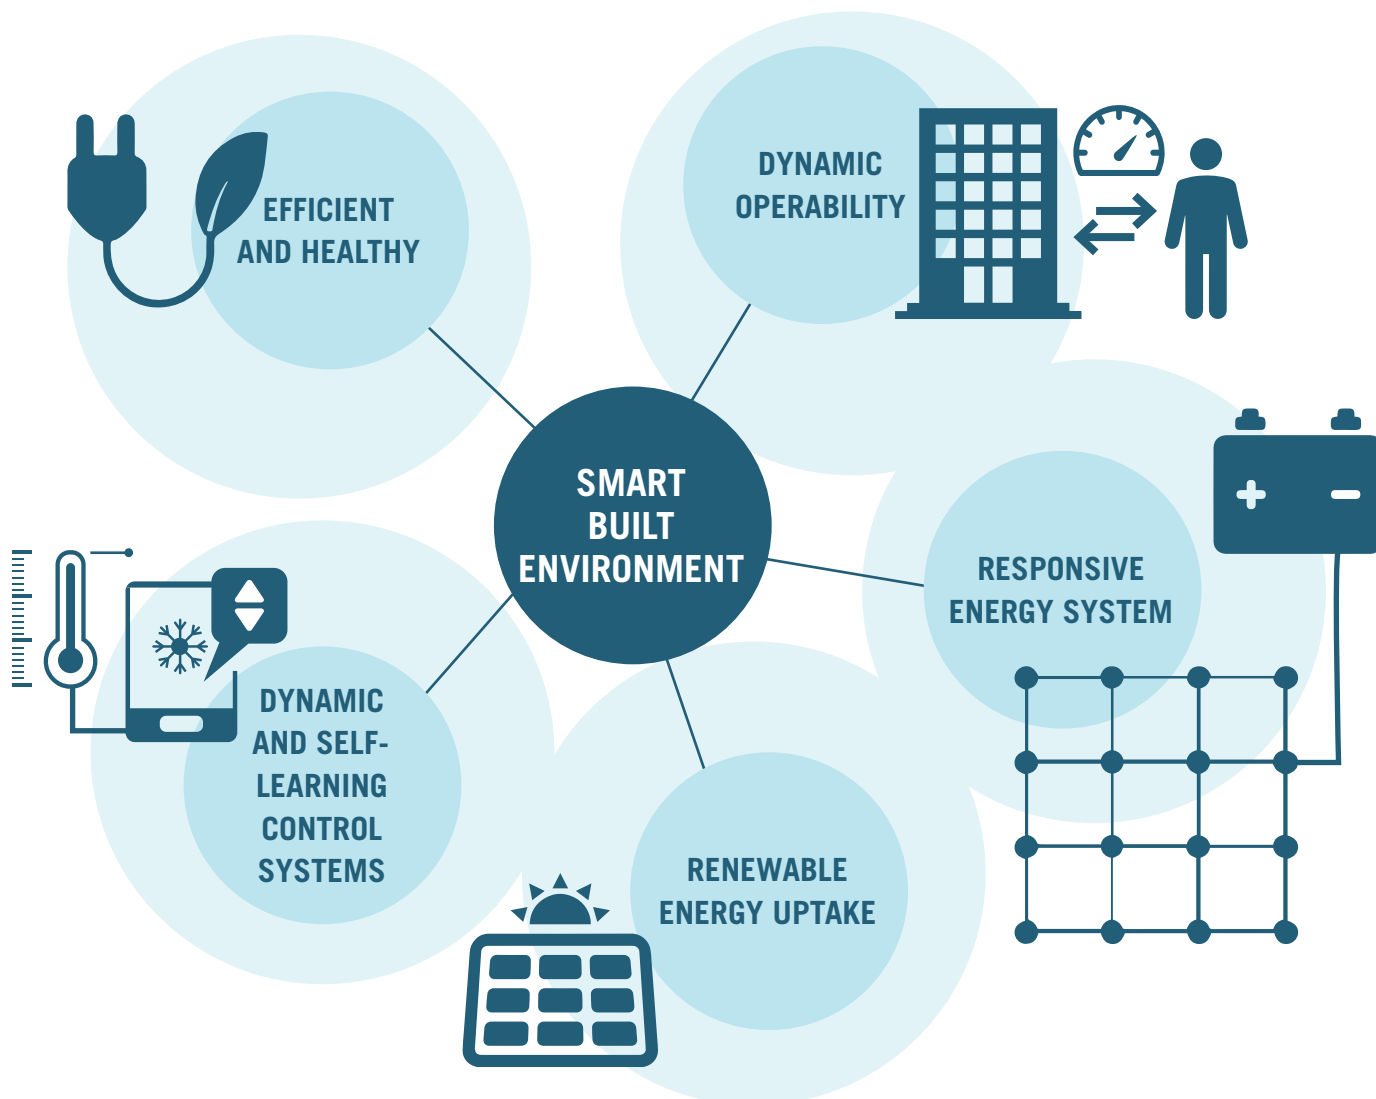 EFFICIENT
AND HEALTHY
DYNAMIC
OPERABILITY
SMART
BUILT
ENVIRONMENT
RESPONSIVE
ENERGY SYSTEM
DYNAMIC
AND SELF-
LEARNING
CONTROL
SYSTEMS
RENEWABLE
ENERGY UPTAKE